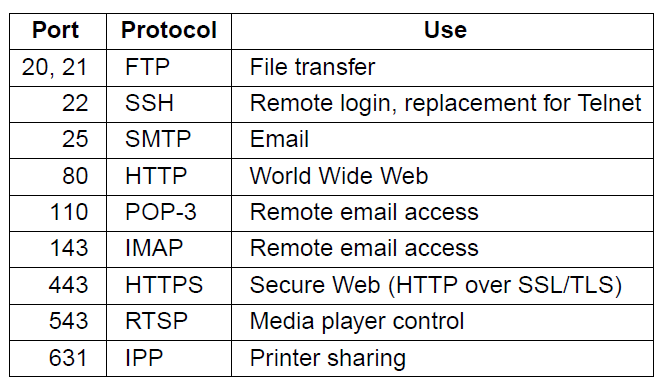 Port Protocol Use
20, 21 FTP File transfer
22 SSH Remote login, replacement for Telnet
25 SMTP Email
80 HTTP World Wide Web
110 POP-3 Remote email access
143 IMAP Remote email access
443 HTTPS Secure Web (HTTP over SSL/TLS)
543 RTSP Media player control
631 IPP Printer sharing